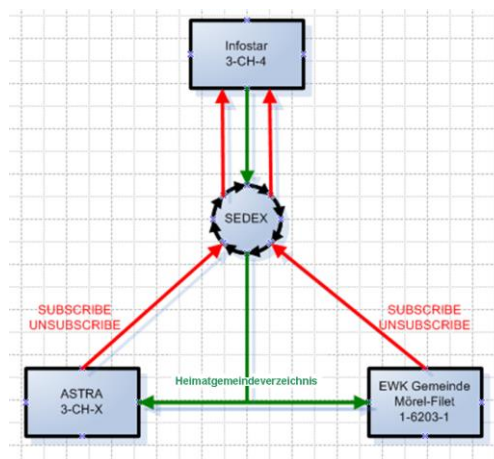 Infostar
3-CH-4
SEDEX
SUBSCRIBE
UNSUBSCRIBE
SUBSCRIBE
UNSUBSCRIBE
Heimatgemeindeverzeichnis
ASTRA
3-CH-X
EWK Gemeinde
Mörel-Filet
1-6203-1